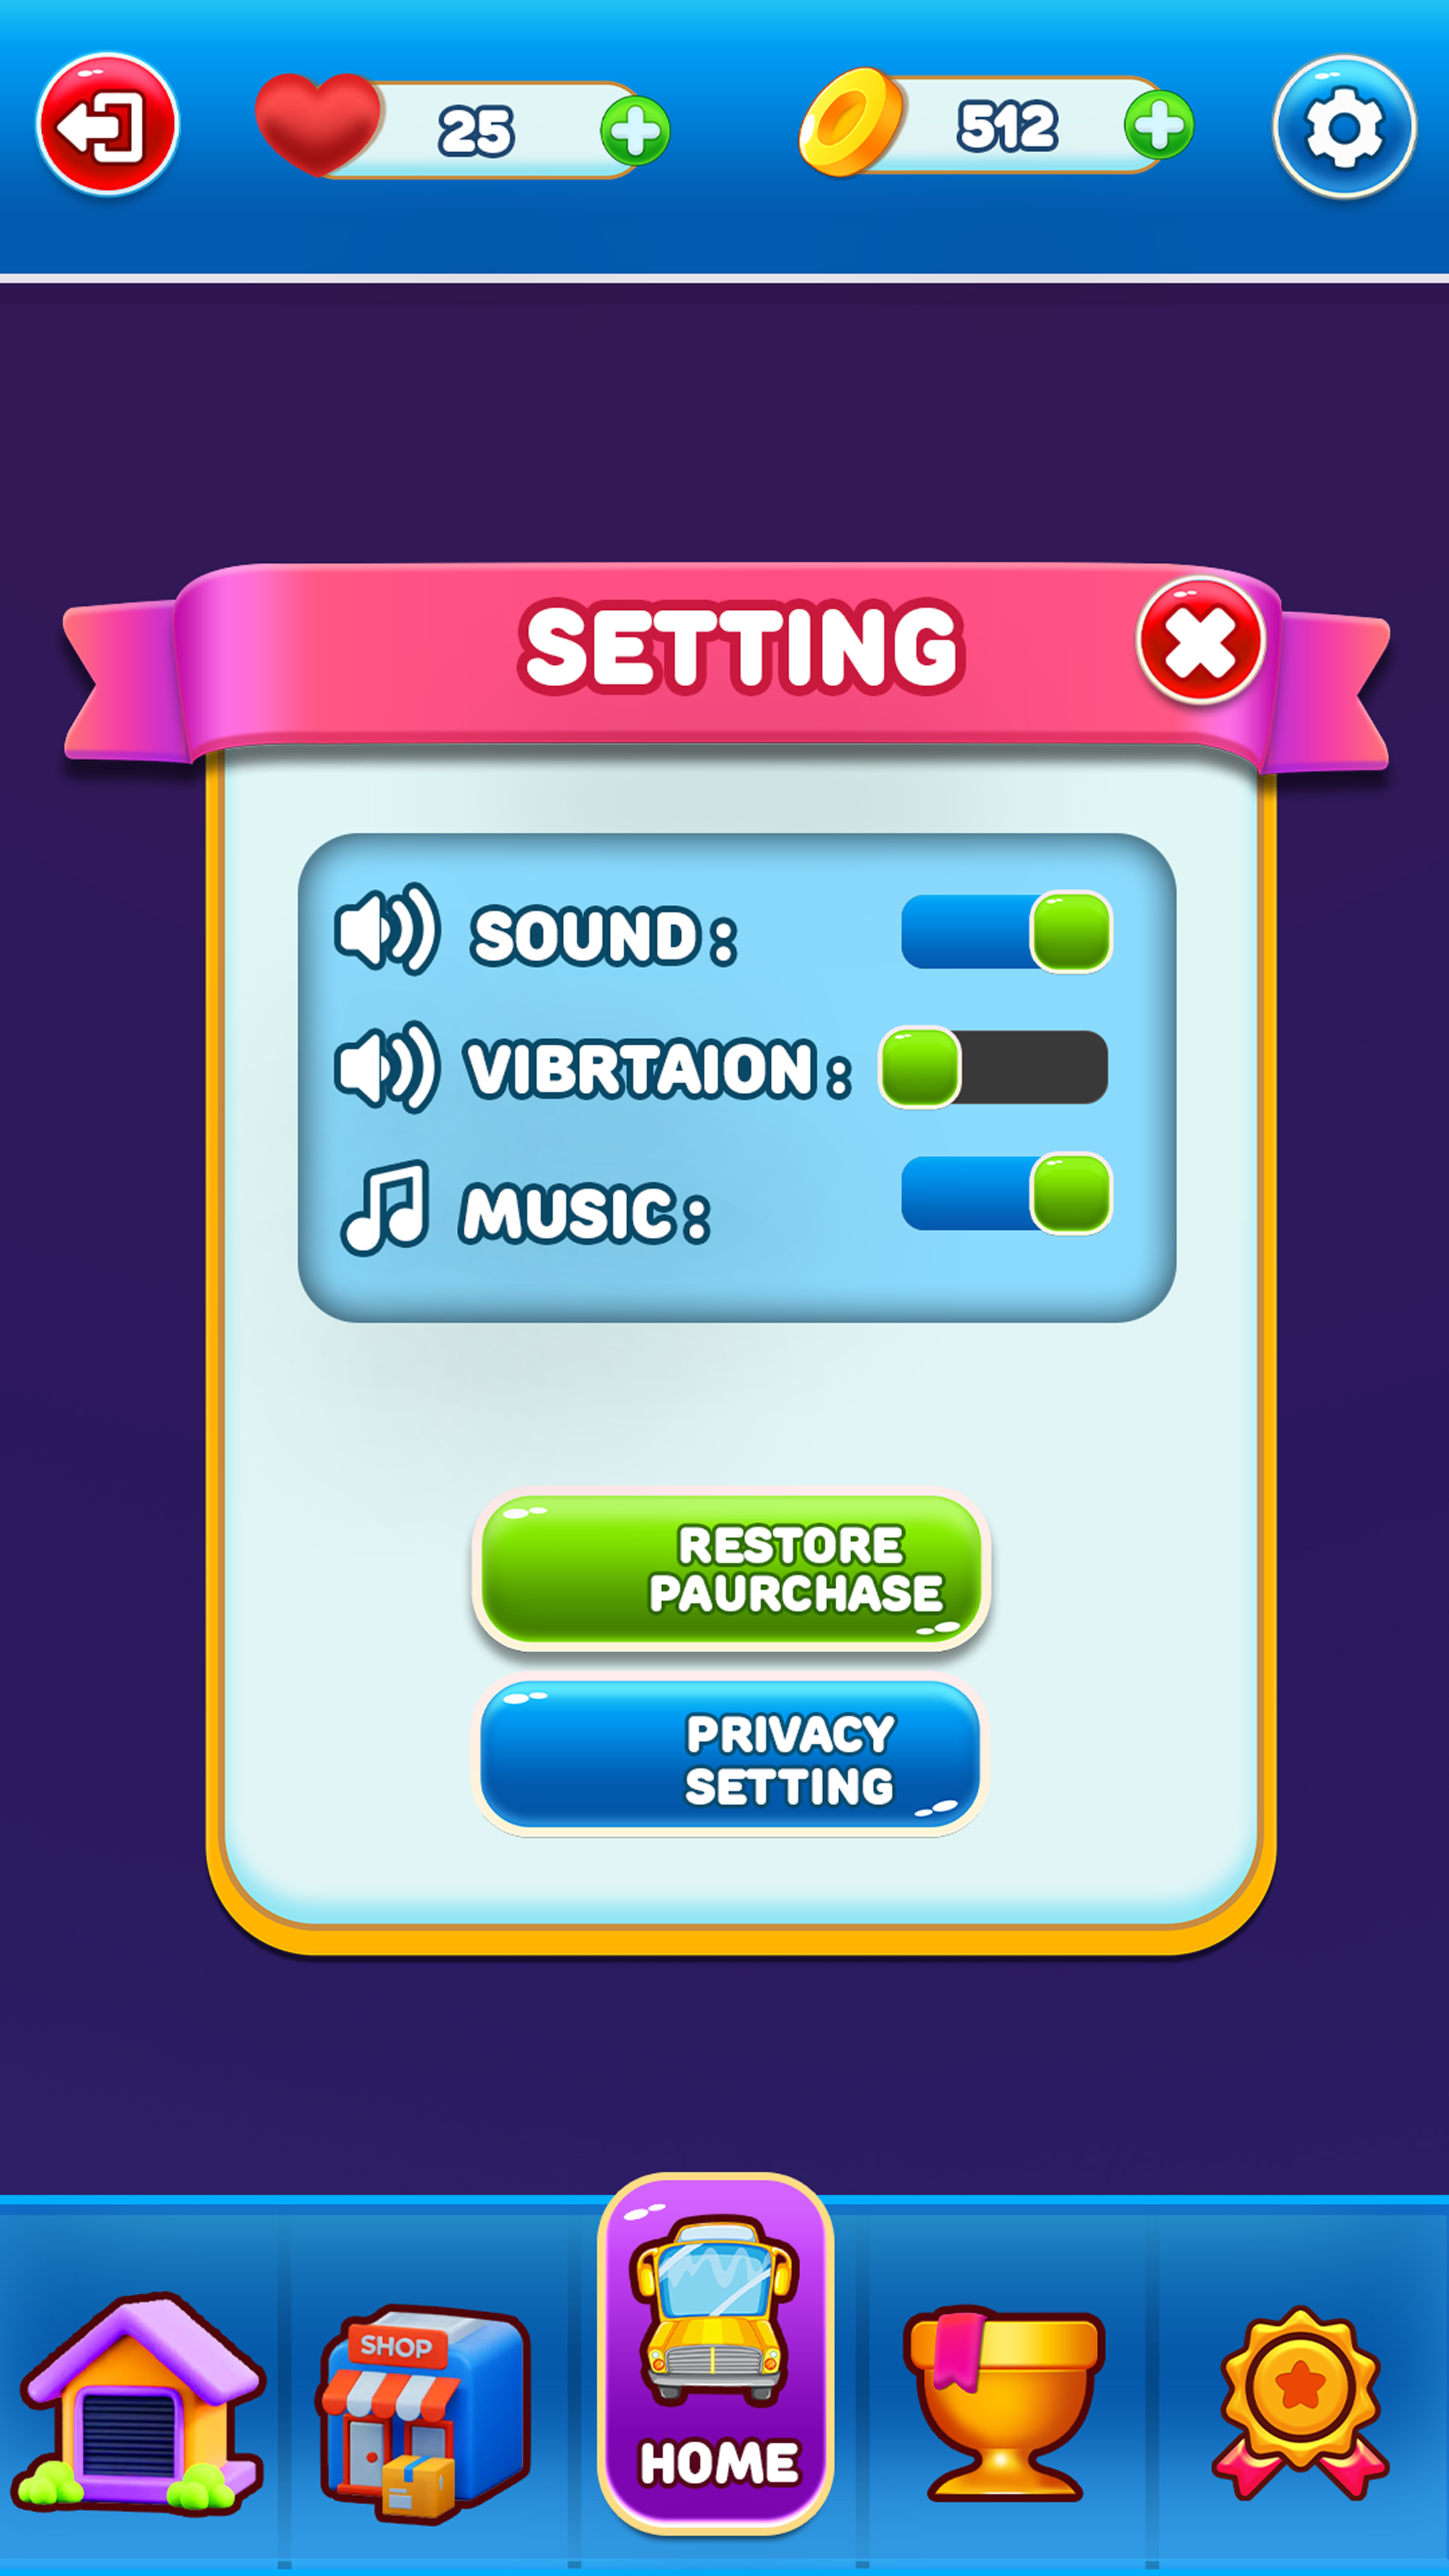 25
512
SETTING
SOUND :
VIBRTAION :
MUSIC :
RESTORE
PAURCHASE
PRIVACY
SETTING
SHOP
HOME